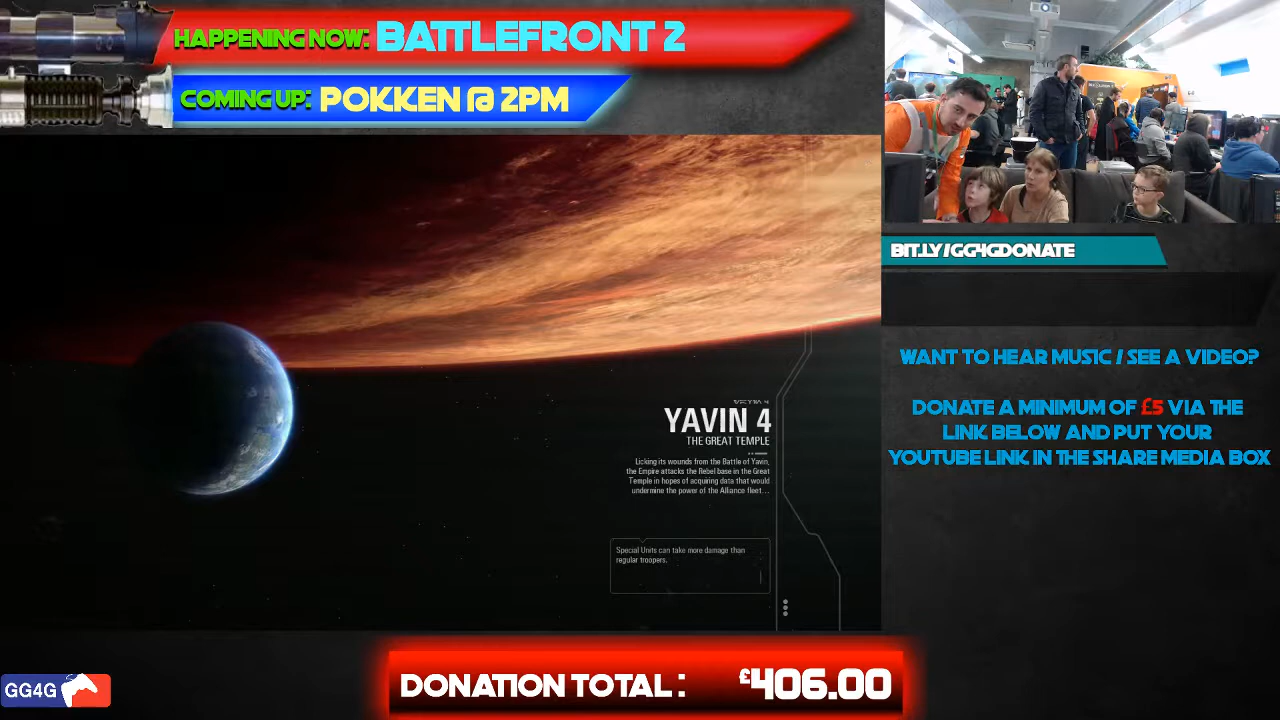 HAPPENING NOW: BATTLEFRONT 2
COMING UP: POKKEN @ 2PM
BIT.LY/GG4GDONATE
WANT TO HEAR MUSIC / SEE A VIDEO?
DONATE A MINIMUM OF £5 VIA THE
LINK BELOW AND PUT YOUR
YOUTUBE LINK IN THE SHARE MEDIA BOX
YAVIN 4
THE GREAT TEMPLE
Licking its wounds from the Battle of Yavin,
the Empire attacks the Rebel base in the Great
Temple in hopes of acquiring data that would
undermine the power of the Alliance fleet...
Special Units can take more damage than
regular troopers.
GG4G
DONATION TOTAL : £406.00